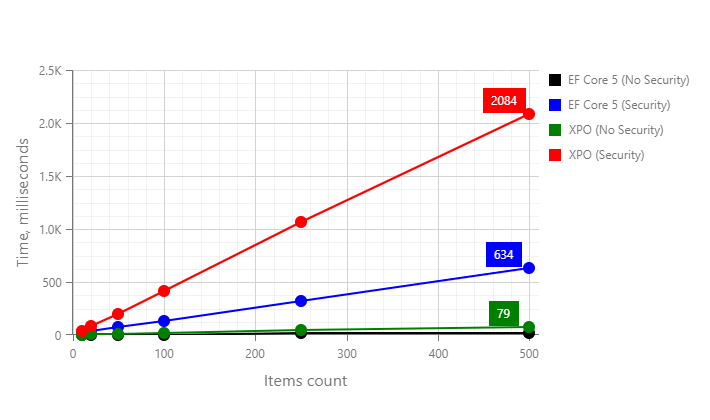 2.5K
2.0K
1.5K
1.0K
500
0
Time, milliseconds
0
100
200
300
400
500
Items count
2084
634
79
EF Core 5 (No Security)
EF Core 5 (Security)
XPO (No Security)
XPO (Security)